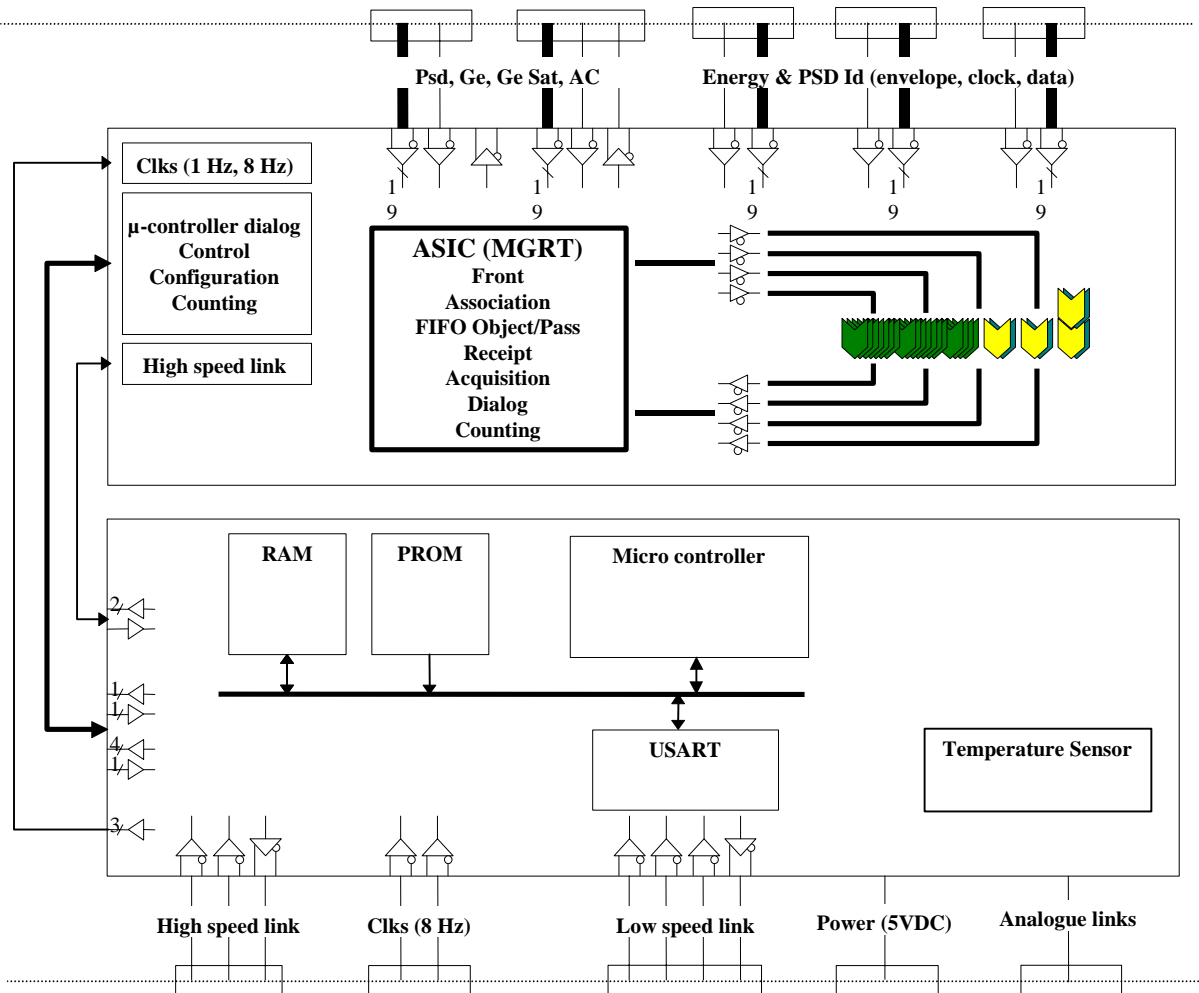 Psd, Ge, Ge Sat, AC
Energy & PSD Id (envelope, clock, data)
Clks (1 Hz, 8 Hz)
1
9
1
9
1
9
1
9
1
9
µ-controller dialog
Control
Configuration
Counting
High speed link
ASIC (MGRT)
Front
Association
FIFO Object/Pass
Receipt
Acquisition
Dialog
Counting
RAM
PROM
Micro controller
2
1
1
4
1
3
USART
Temperature Sensor
High speed link
Clks (8 Hz)
Low speed link
Power (5VDC)
Analogue links